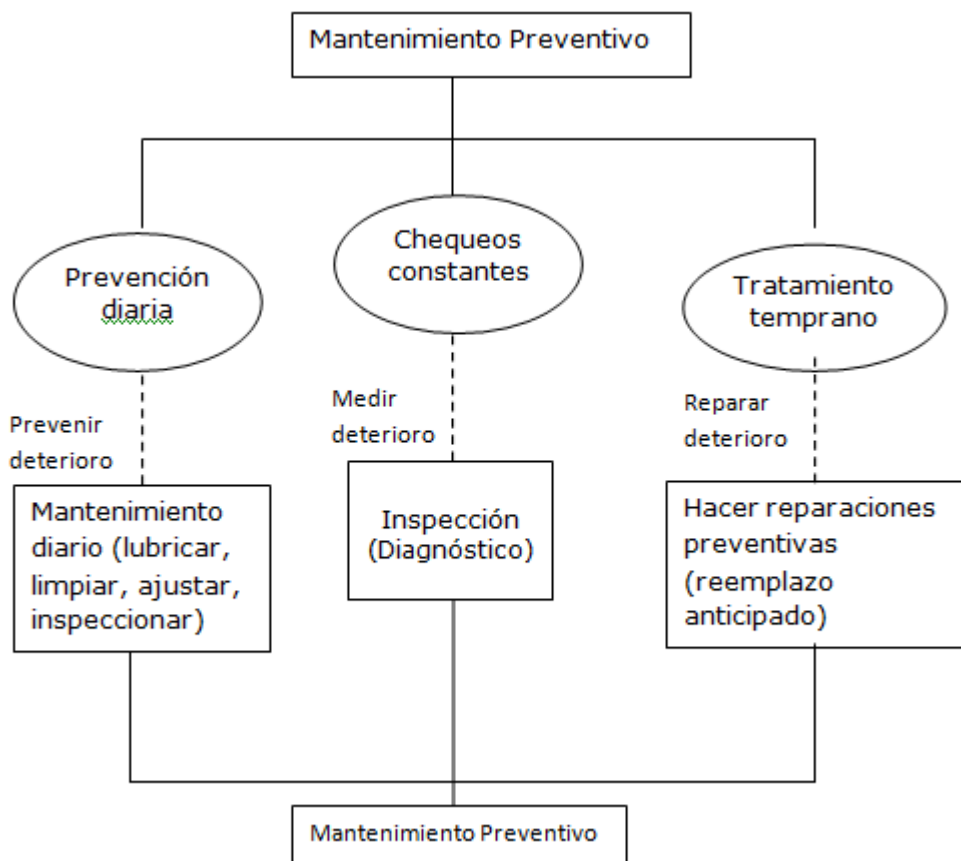 Mantenimiento Preventivo
Prevención
diaria
Chequeos
constantes
Tratamiento
temprano
Prevenir
deterioro
Medir
deterioro
Reparar
deterioro
Mantenimiento
diario (lubricar,
limpiar, ajustar,
inspeccionar)
Inspección
(Diagnóstico)
Hacer reparaciones
preventivas
(reemplazo
anticipado)
Mantenimiento Preventivo